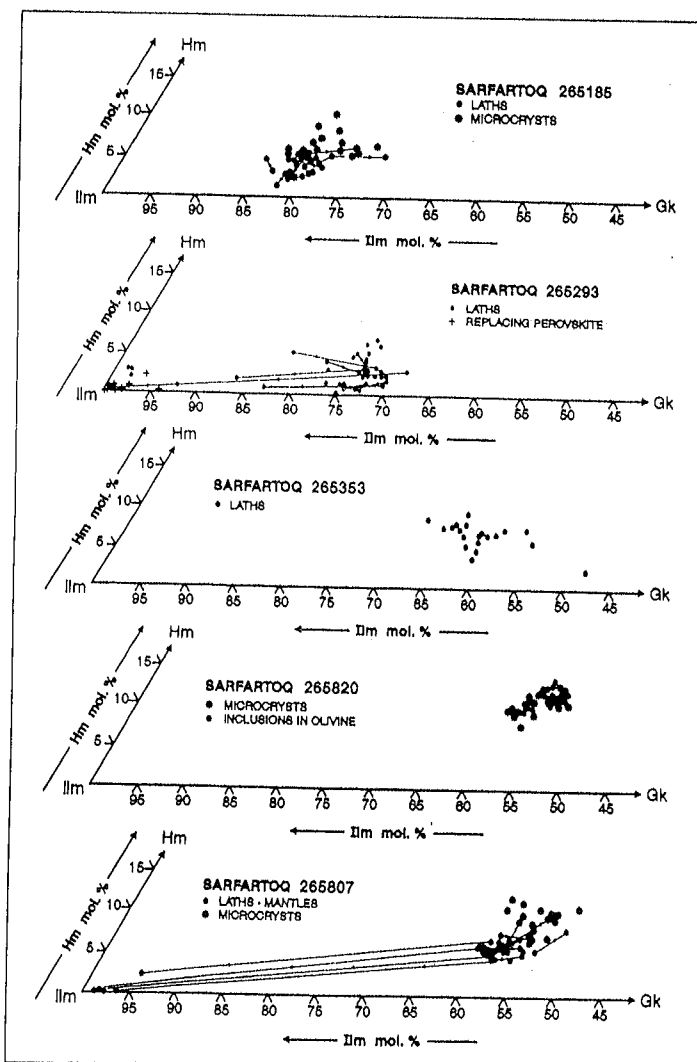 Hm
15
10
5
Hm mol. %
SARFARTOQ 265185
LATHS
MICROCRYSTS
Ilm
95 90 85 80 75 70 65 60 55 50 45
Gk
Ilm mol. %
Hm
15
10
5
Hm mol. %
SARFARTOQ 265293
LATHS
+ REPLACING PEROVSKITE
Ilm
95 90 85 80 75 70 65 60 55 50 45
Gk
Ilm mol. %
Hm
15
10
5
Hm mol. %
SARFARTOQ 265353
LATHS
Ilm
95 90 85 80 75 70 65 60 55 50 45
Gk
Ilm mol. %
Hm
15
10
5
Hm mol. %
SARFARTOQ 265820
MICROCRYSTS
INCLUSIONS IN OLIVINE
Ilm
95 90 85 80 75 70 65 60 55 50 45
Gk
Ilm mol. %
Hm
15
10
5
Hm mol. %
SARFARTOQ 265807
LATHS - MANTLES
MICROCRYSTS
Ilm
95 90 85 80 75 70 65 60 55 50 45
Gk
Ilm mol. %